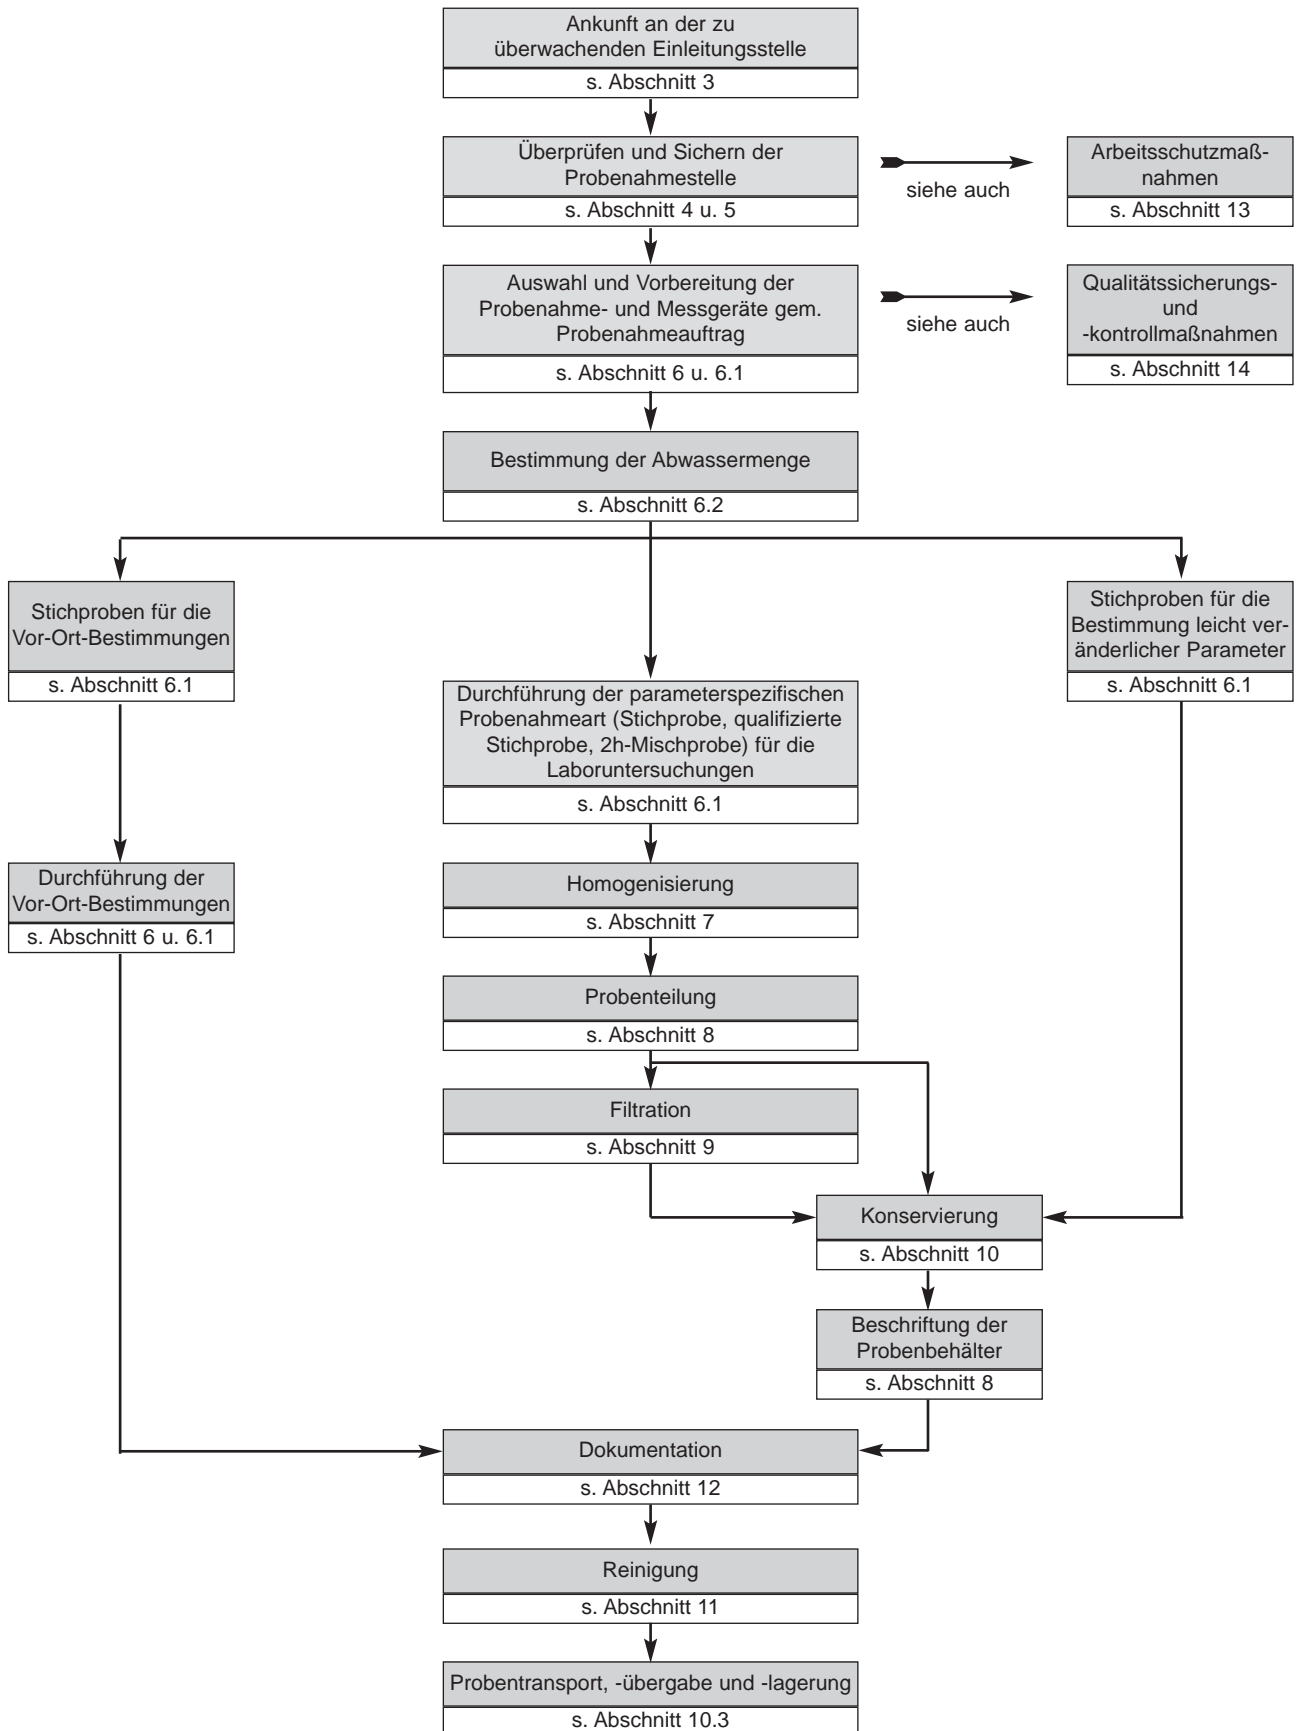 Ankunft an der zu
überwachenden Einleitungsstelle
s. Abschnitt 3
Überprüfen und Sichern der
Probenahmestelle
s. Abschnitt 4 u. 5
siehe auch
Arbeitsschutzmaß-
nahmen
s. Abschnitt 13
Auswahl und Vorbereitung der
Probenahme- und Messgeräte gem.
Probenahmeauftrag
s. Abschnitt 6 u. 6.1
siehe auch
Qualitätssicherungs-
und
-kontrollmaßnahmen
s. Abschnitt 14
Bestimmung der Abwassermenge
s. Abschnitt 6.2
Stichproben für die
Vor-Ort-Bestimmungen
s. Abschnitt 6.1
Stichproben für die
Bestimmung leicht ver-
änderlicher Parameter
s. Abschnitt 6.1
Durchführung der parameterspezifischen
Probenahmeart (Stichprobe, qualifizierte
Stichprobe, 2h-Mischprobe) für die
Laboruntersuchungen
s. Abschnitt 6.1
Durchführung der
Vor-Ort-Bestimmungen
s. Abschnitt 6 u. 6.1
Homogenisierung
s. Abschnitt 7
Probenteilung
s. Abschnitt 8
Filtration
s. Abschnitt 9
Konservierung
s. Abschnitt 10
Beschriftung der
Probenbehälter
s. Abschnitt 8
Dokumentation
s. Abschnitt 12
Reinigung
s. Abschnitt 11
Probentransport, -übergabe und -lagerung
s. Abschnitt 10.3